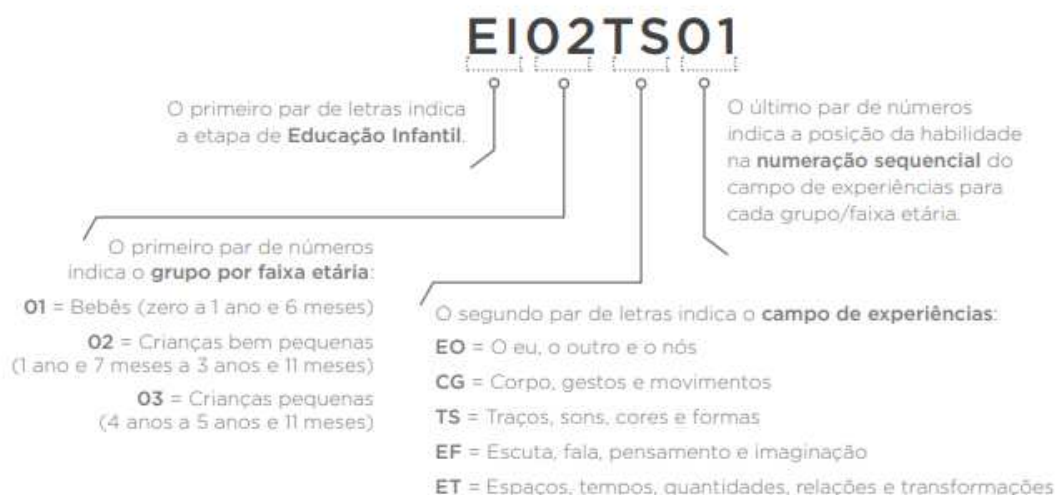 EI02TS01
O primeiro par de letras indica
a etapa de Educação Infantil.
O último par de números
indica a posição da habilidade
na numeração sequencial do
campo de experiências para
cada grupo/faixa etária.
O primeiro par de números
indica o grupo por faixa etária:
01 = Bebês (zero a 1 ano e 6 meses)
02 = Crianças bem pequenas
(1 ano e 7 meses a 3 anos e 11 meses)
03 = Crianças pequenas
(4 anos a 5 anos e 11 meses)
O segundo par de letras indica o campo de experiências:
EO = O eu, o outro e o nós
CG = Corpo, gestos e movimentos
TS = Traços, sons, cores e formas
EF = Escuta, fala, pensamento e imaginação
ET = Espaços, tempos, quantidades, relações e transformações